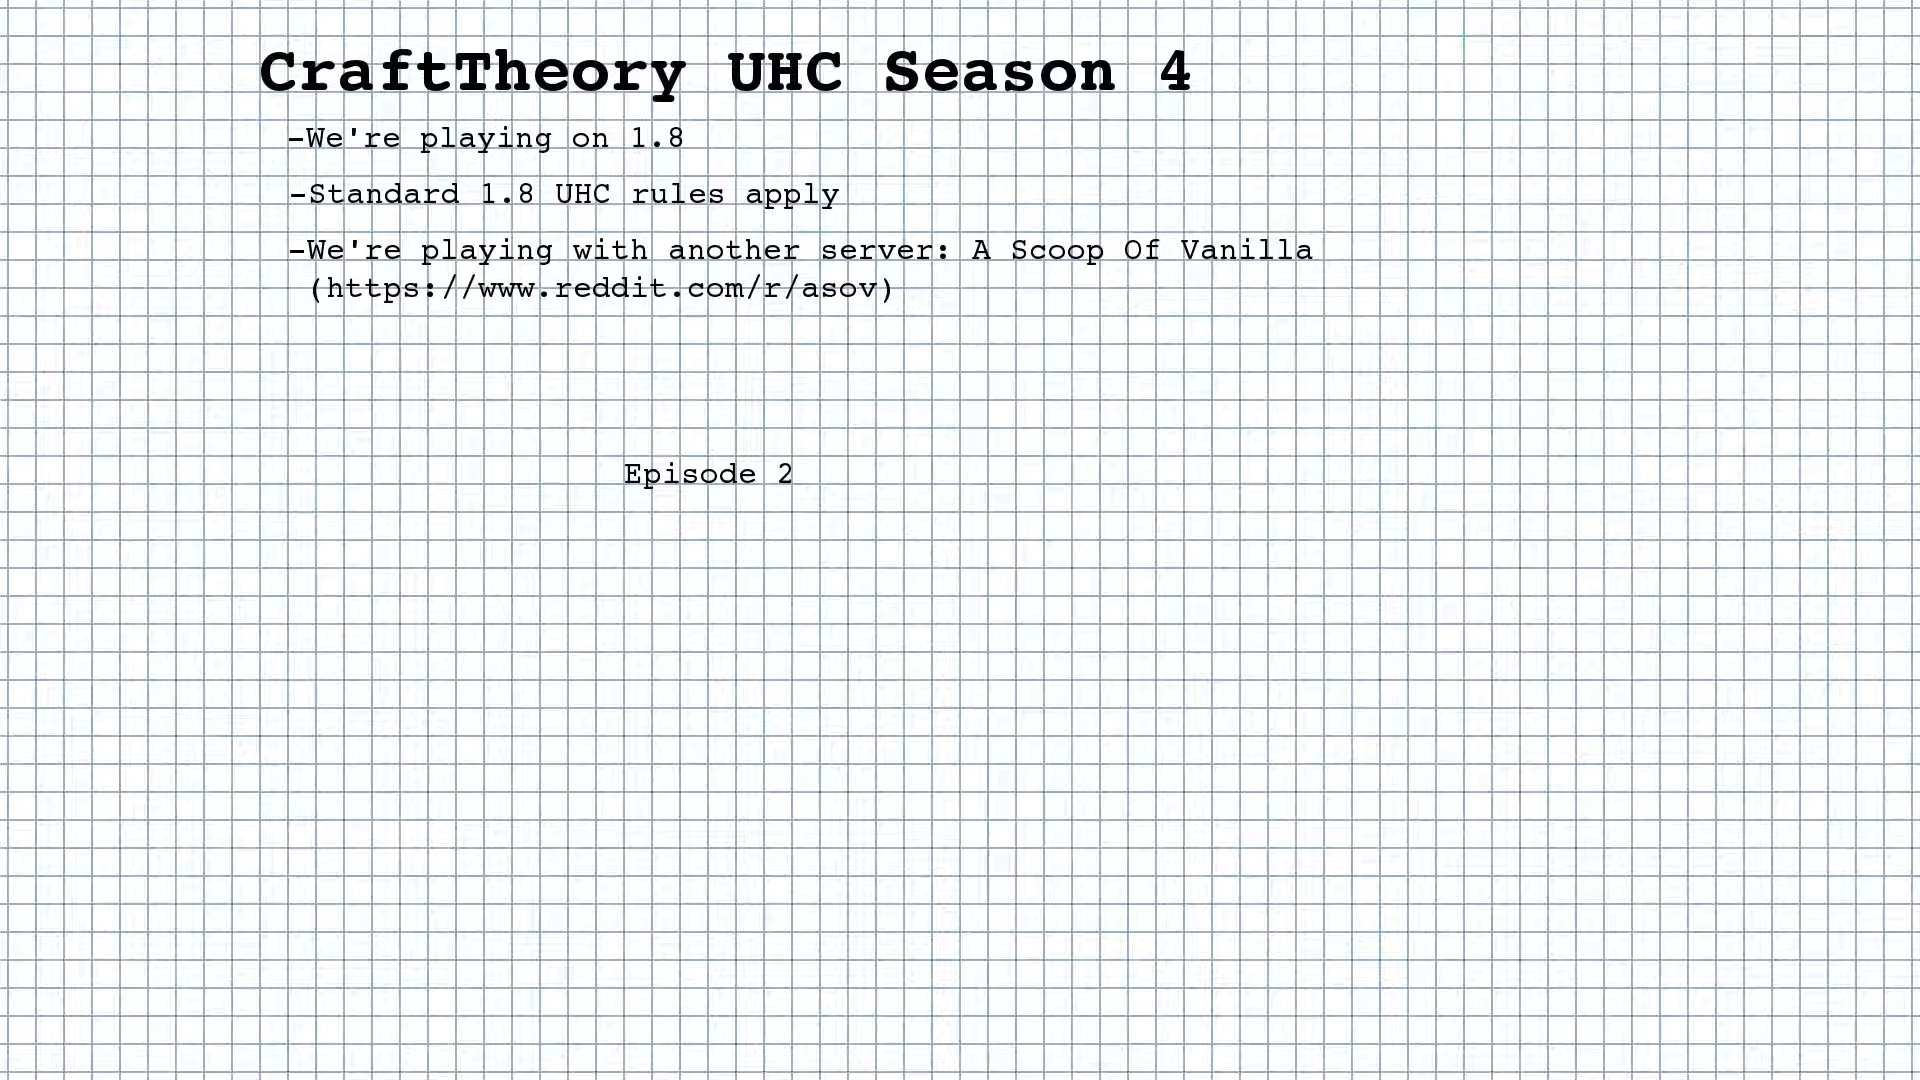 CraftTheory UHC Season 4
-We're playing on 1.8
-Standard 1.8 UHC rules apply
-We're playing with another server: A Scoop Of Vanilla
(https://www.reddit.com/r/asov)
Episode 2